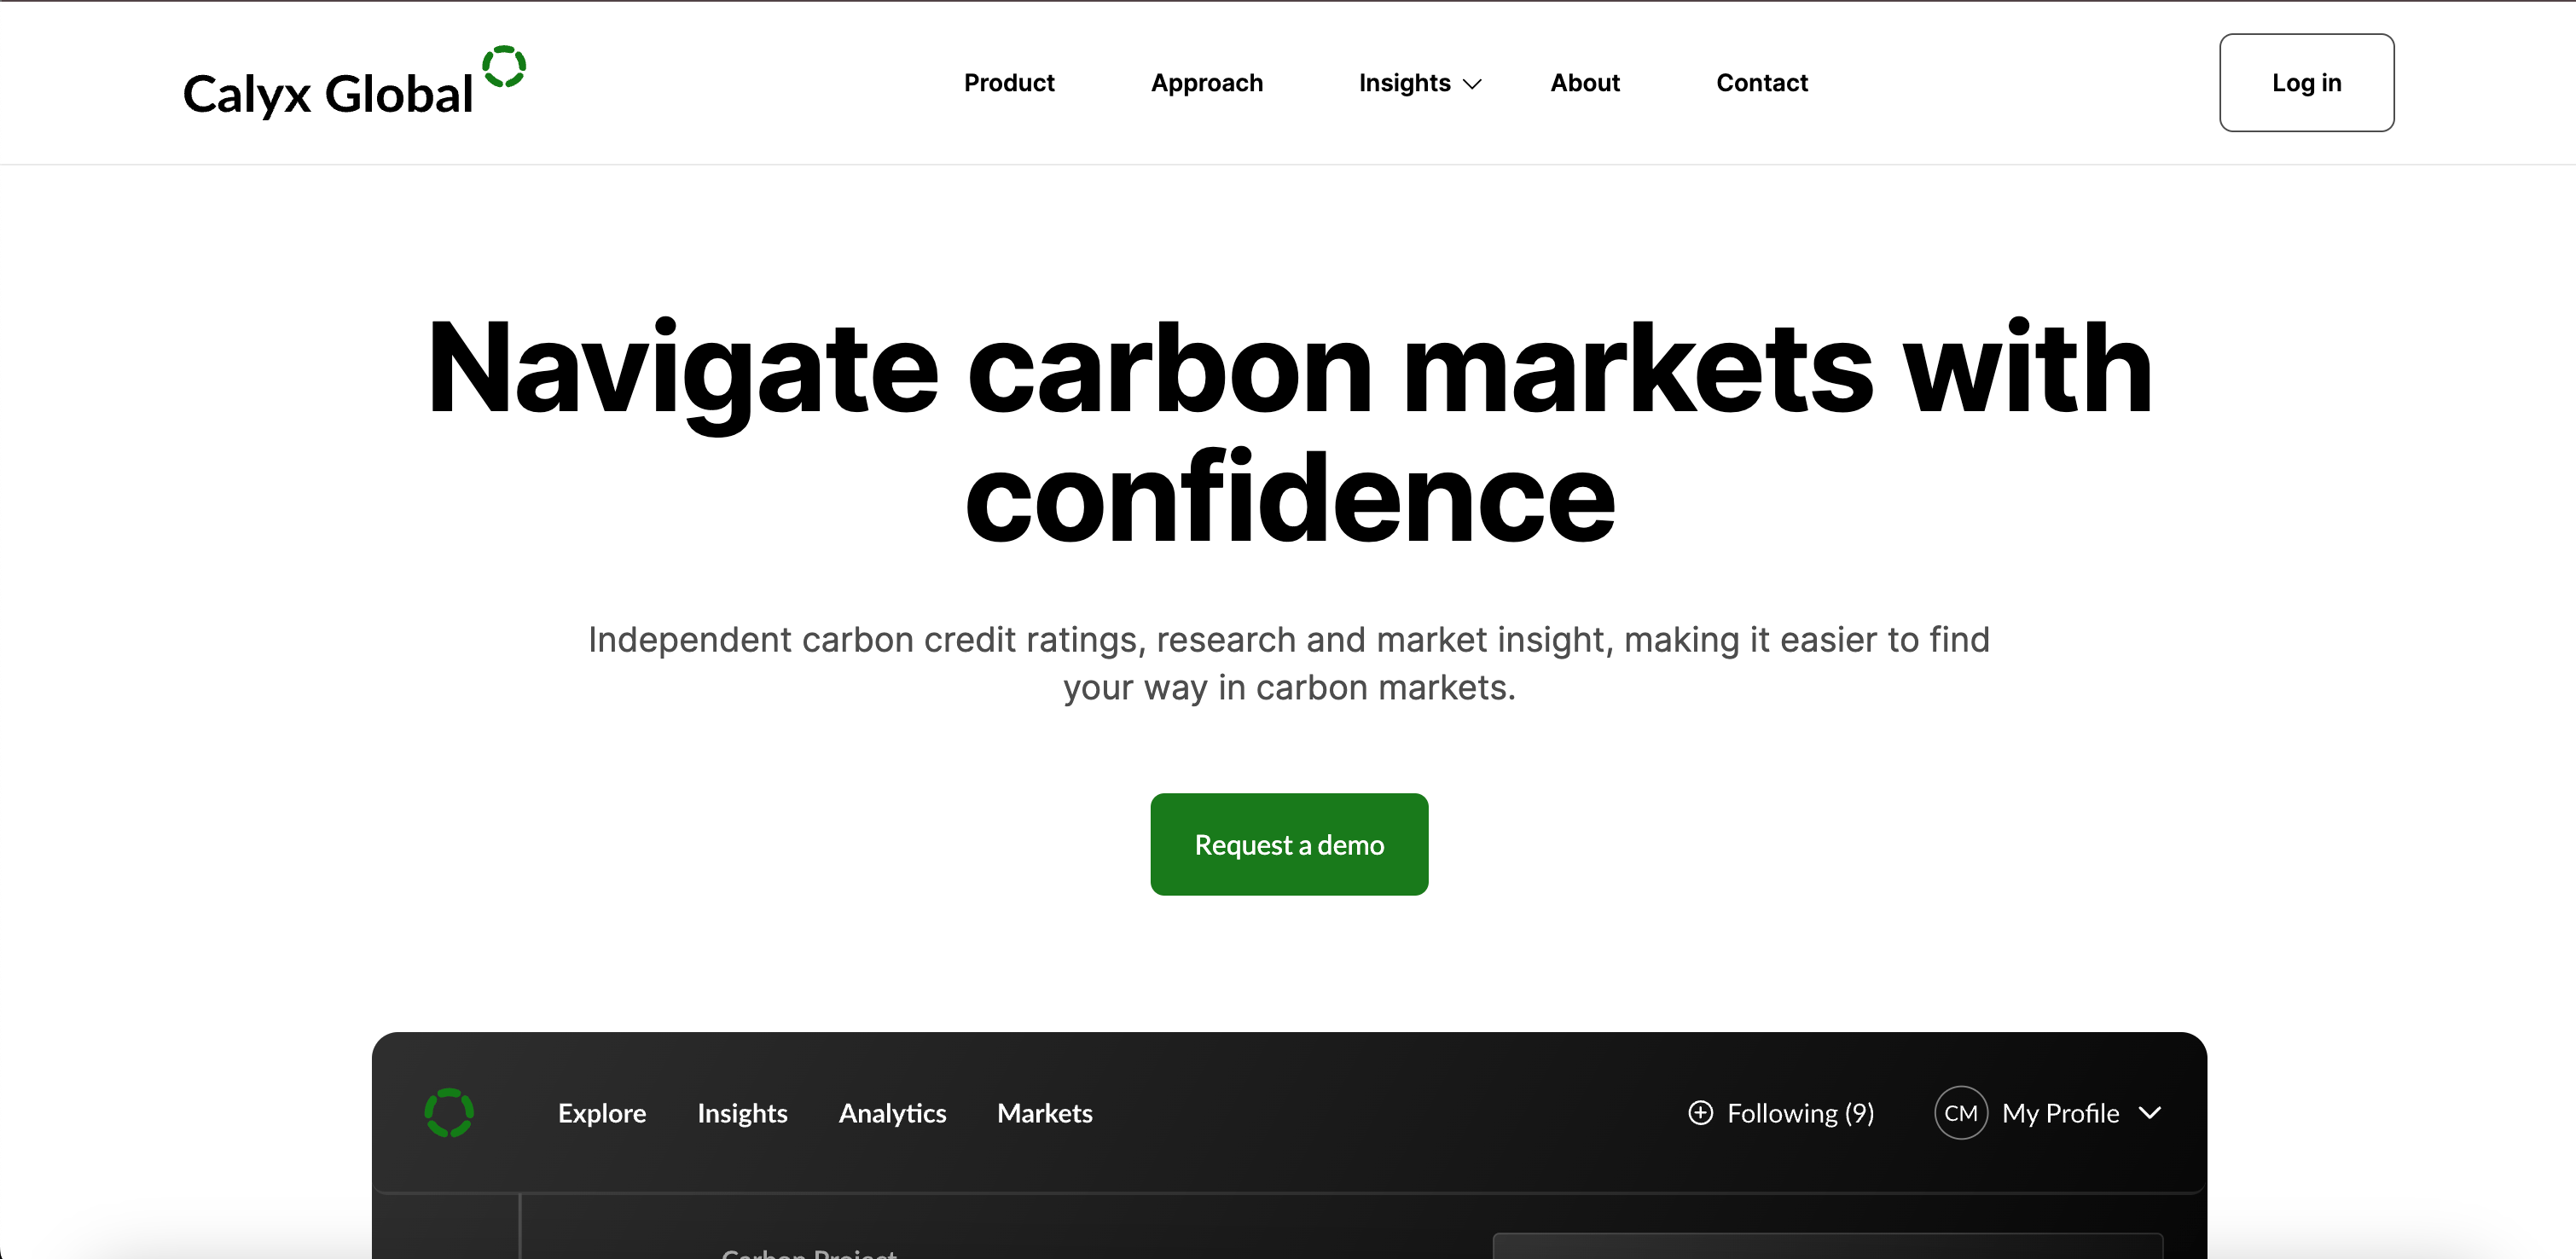 Calyx Global
Product Approach Insights About Contact
Log in
Navigate carbon markets with
confidence
Independent carbon credit ratings, research and market insight, making it easier to find
your way in carbon markets.
Request a demo
Explore Insights Analytics Markets
Following (9) CM My Profile
Carbon Project